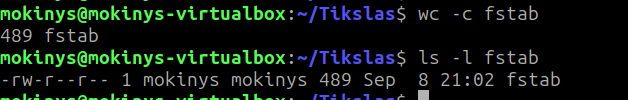 mokinys@mokinys-virtualbox:~/Tikslas$ wc -c fstab
489 fstab
mokinys@mokinys-virtualbox:~/Tikslas$ ls -l fstab
-rw-r--r-- 1 mokinys mokinys 489 Sep  8 21:02 fstab
mokinys@mokinys-virtualbox:~/Tikslas$